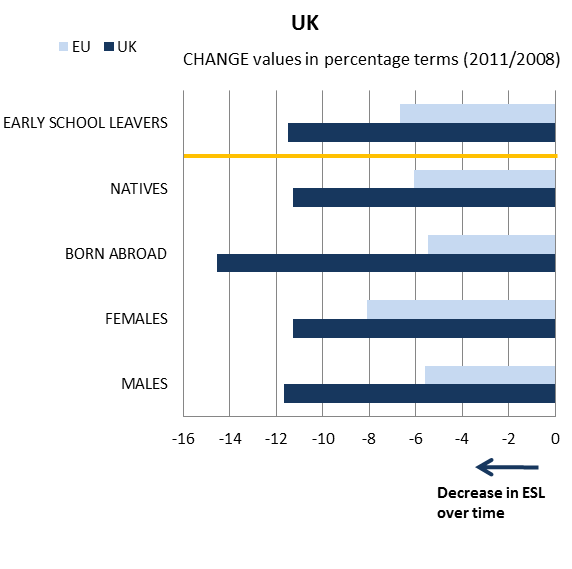 UK
EU UK
CHANGE values in percentage terms (2011/2008)
EARLY SCHOOL LEAVERS
NATIVES
BORN ABROAD
FEMALES
MALES
-16 -14 -12 -10 -8 -6 -4 -2 0
Decrease in ESL
over time